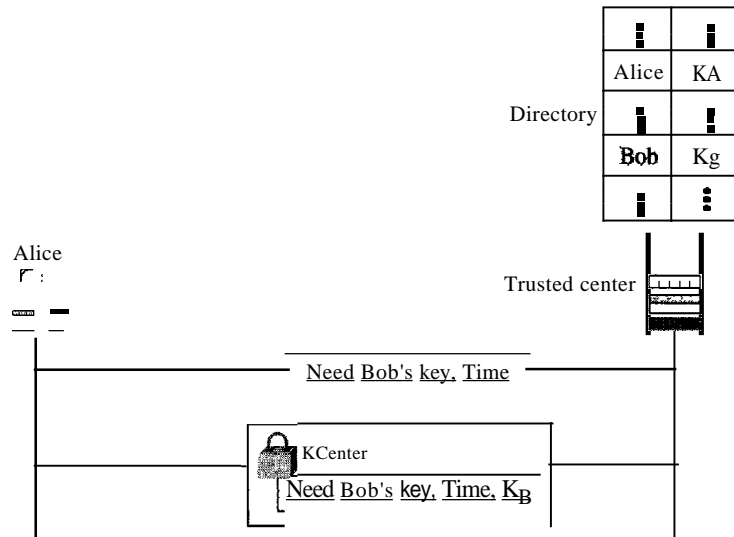 Alice KA
Directory
Bob Kg
Alice
Trusted center
Need Bob's key, Time
KCenter
Need Bob's key, Time, KB